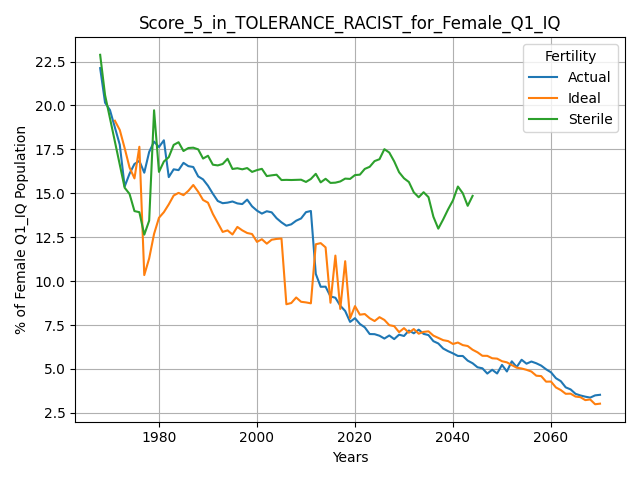 Score_5_in_TOLERANCE_RACIST_for_Female_Q1_IQ
Fertility
Actual
Ideal
Sterile
% of Female Q1_IQ Population
22.5
20.0
17.5
15.0
12.5
10.0
7.5
5.0
2.5
1980
2000
2020
2040
2060
Years